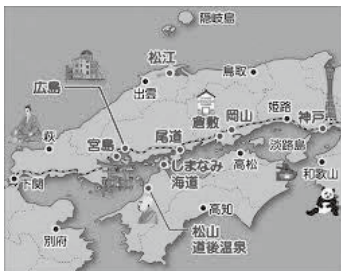 隠岐島
松江
鳥取
広島
出雲
倉敷
岡山
姫路
神戸
萩
宮島
尾道
淡路島
しまなみ
海道
高松
下関
和歌山
高知
別府
松山
道後温泉